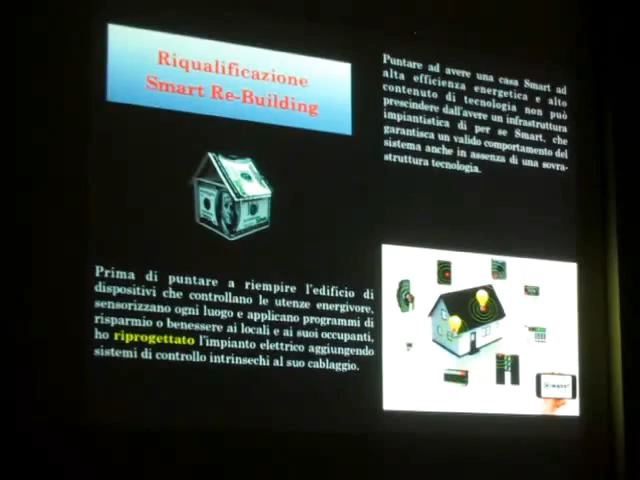 Riqualificazione
Smart Re-Building
Puntare ad avere una casa Smart ad
alta efficienza energetica e alto
contenuto di tecnologia non può
prescindere dall'avere un infrastruttura
impiantistica di per se Smart, che
garantisca un valido comportamento del
sistema anche in assenza di una sovra-
struttura tecnologia.
Prima di puntare a riempire l'edificio di
dispositivi che controllano le utenze energivore,
sensorizzano ogni luogo e applicano programmi di
risparmio o benessere ai locali e ai suoi occupanti,
ho riprogettato l'impianto elettrico aggiungendo
sistemi di controllo intrinsechi al suo cablaggio.